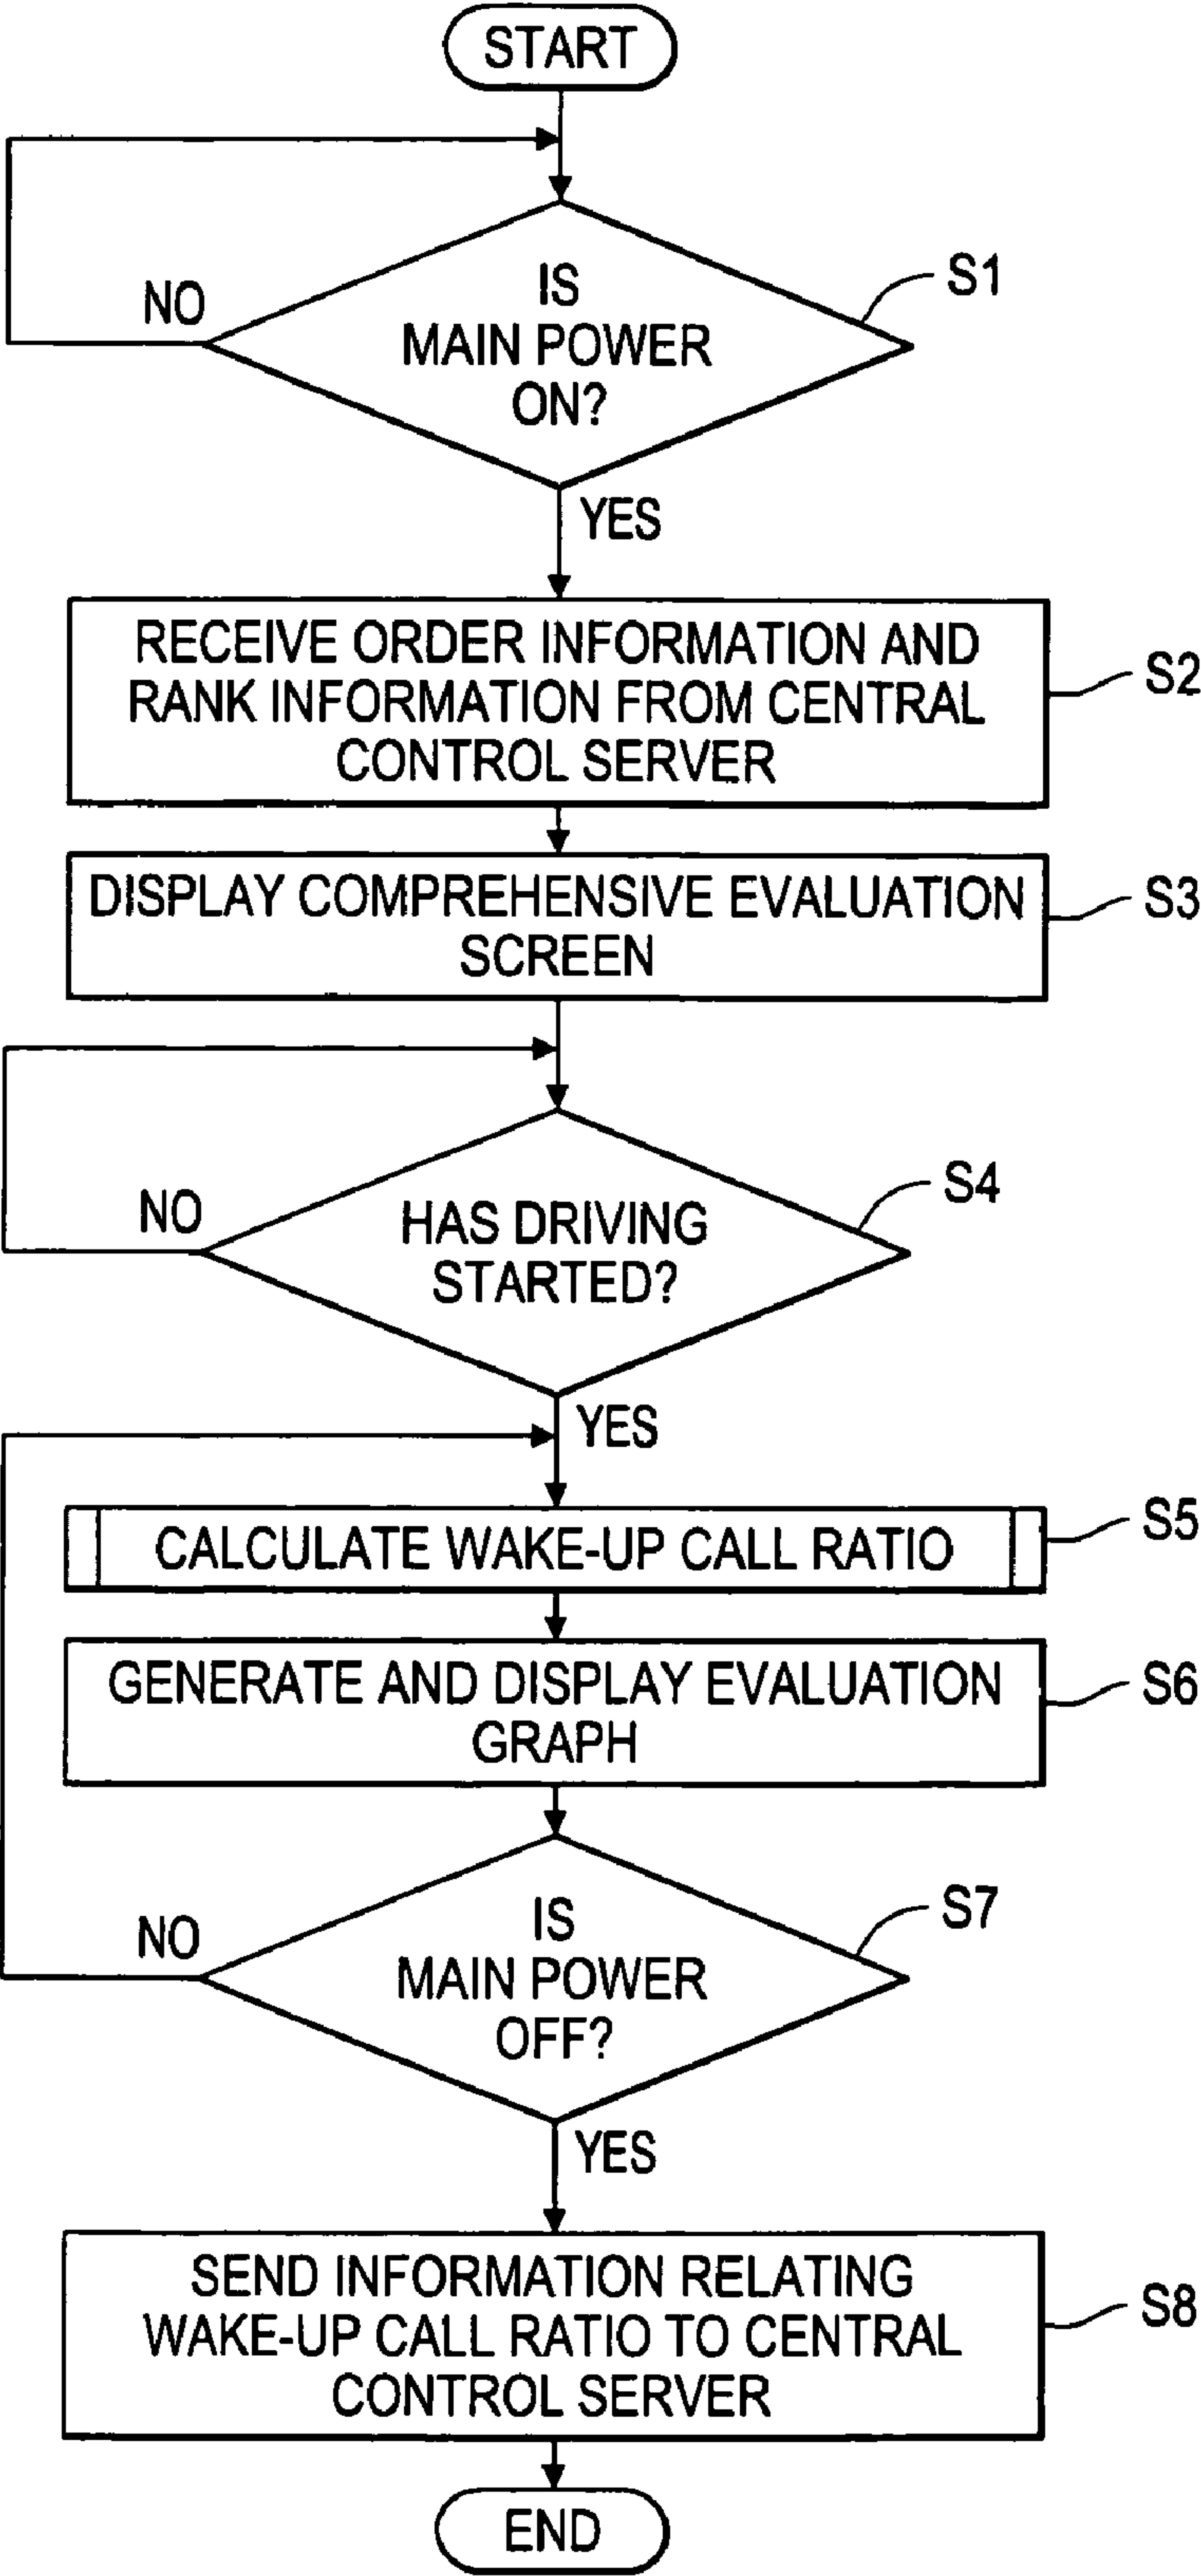 START
IS
MAIN POWER
ON?
S1
NO
YES
RECEIVE ORDER INFORMATION AND
RANK INFORMATION FROM CENTRAL
CONTROL SERVER
S2
DISPLAY COMPREHENSIVE EVALUATION
SCREEN
S3
HAS DRIVING
STARTED?
S4
NO
YES
CALCULATE WAKE-UP CALL RATIO
S5
GENERATE AND DISPLAY EVALUATION
GRAPH
S6
IS
MAIN POWER
OFF?
S7
NO
YES
SEND INFORMATION RELATING
WAKE-UP CALL RATIO TO CENTRAL
CONTROL SERVER
S8
END